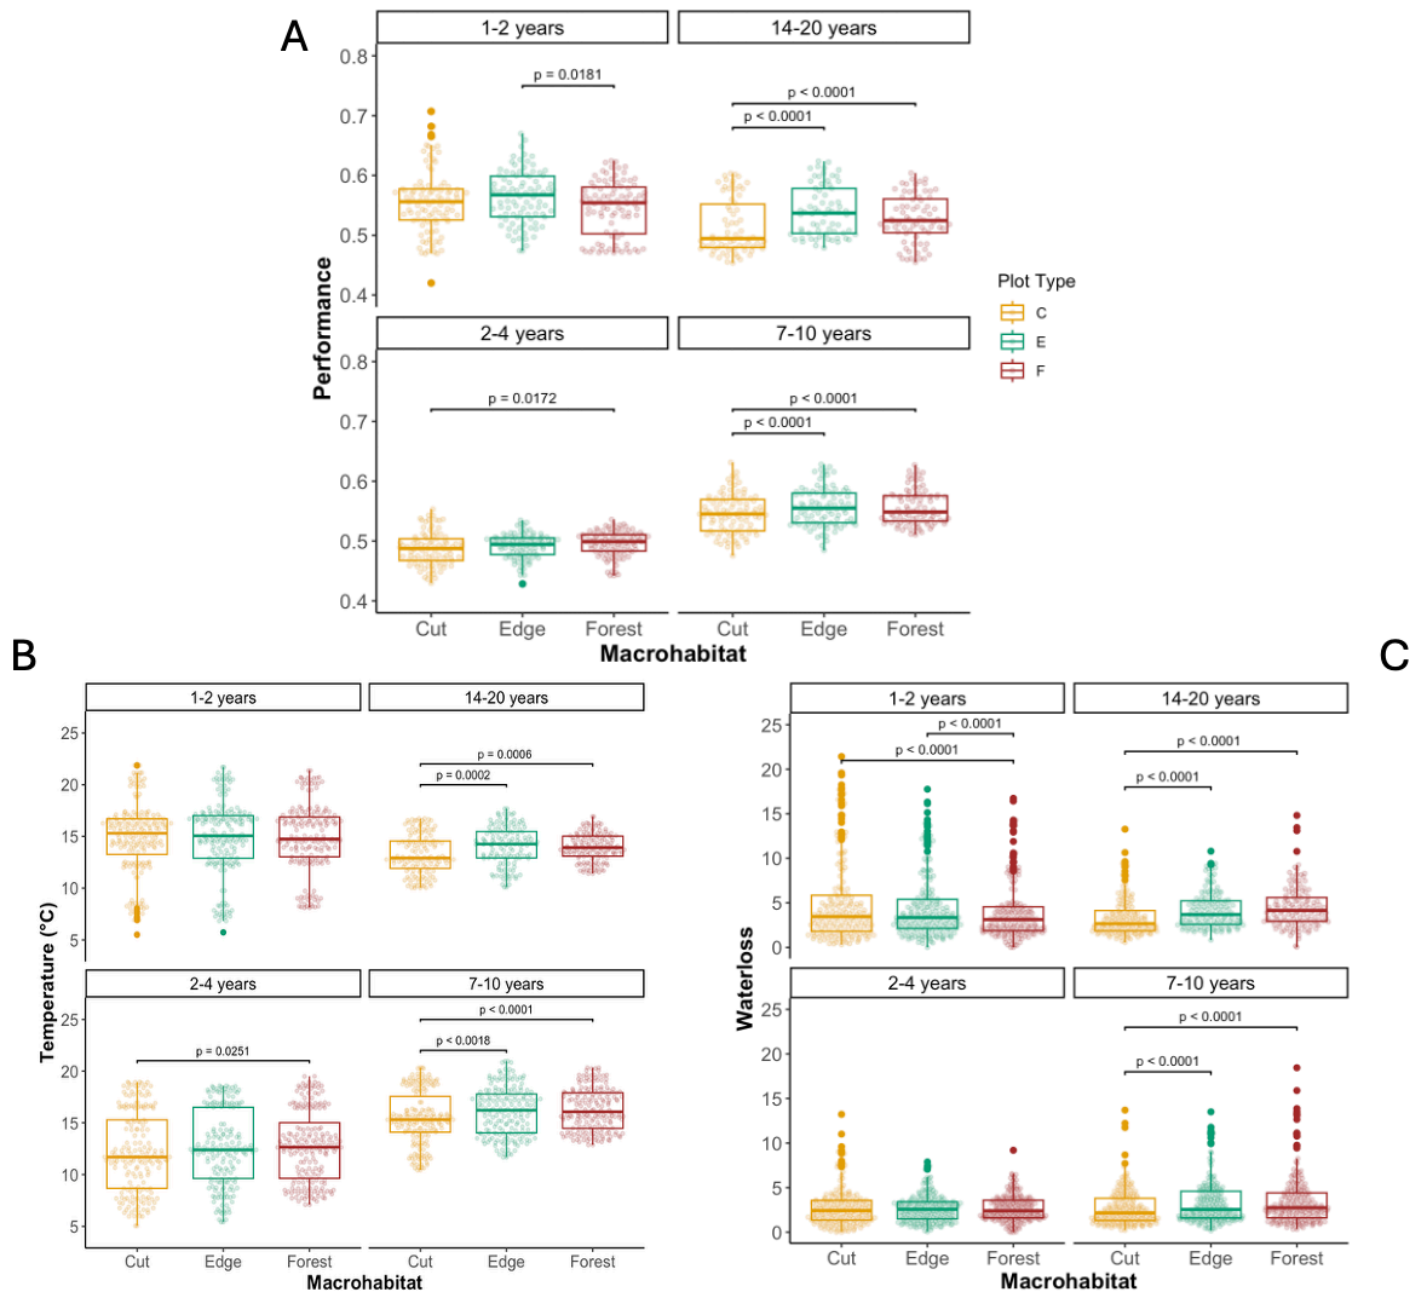 A
1-2 years
14-20 years
0.8
0.7
0.6
0.5
0.4
p = 0.0181
p < 0.0001
p < 0.0001
Performance
Plot Type
C
E
F
2-4 years
7-10 years
0.8
0.7
0.6
0.5
0.4
p = 0.0172
p < 0.0001
p < 0.0001
Cut
Edge
Forest
Cut
Edge
Forest
Macrohabitat
B
1-2 years
14-20 years
25
20
15
10
5
p = 0.0006
p = 0.0002
Temperature (°C)
2-4 years
7-10 years
25
20
15
10
5
p = 0.0251
p < 0.0001
p < 0.0018
Cut
Edge
Forest
Cut
Edge
Forest
Macrohabitat
C
1-2 years
14-20 years
25
20
15
10
5
0
p < 0.0001
p < 0.0001
p < 0.0001
p < 0.0001
Waterloss
2-4 years
7-10 years
25
20
15
10
5
0
p < 0.0001
p < 0.0001
Cut
Edge
Forest
Cut
Edge
Forest
Macrohabitat